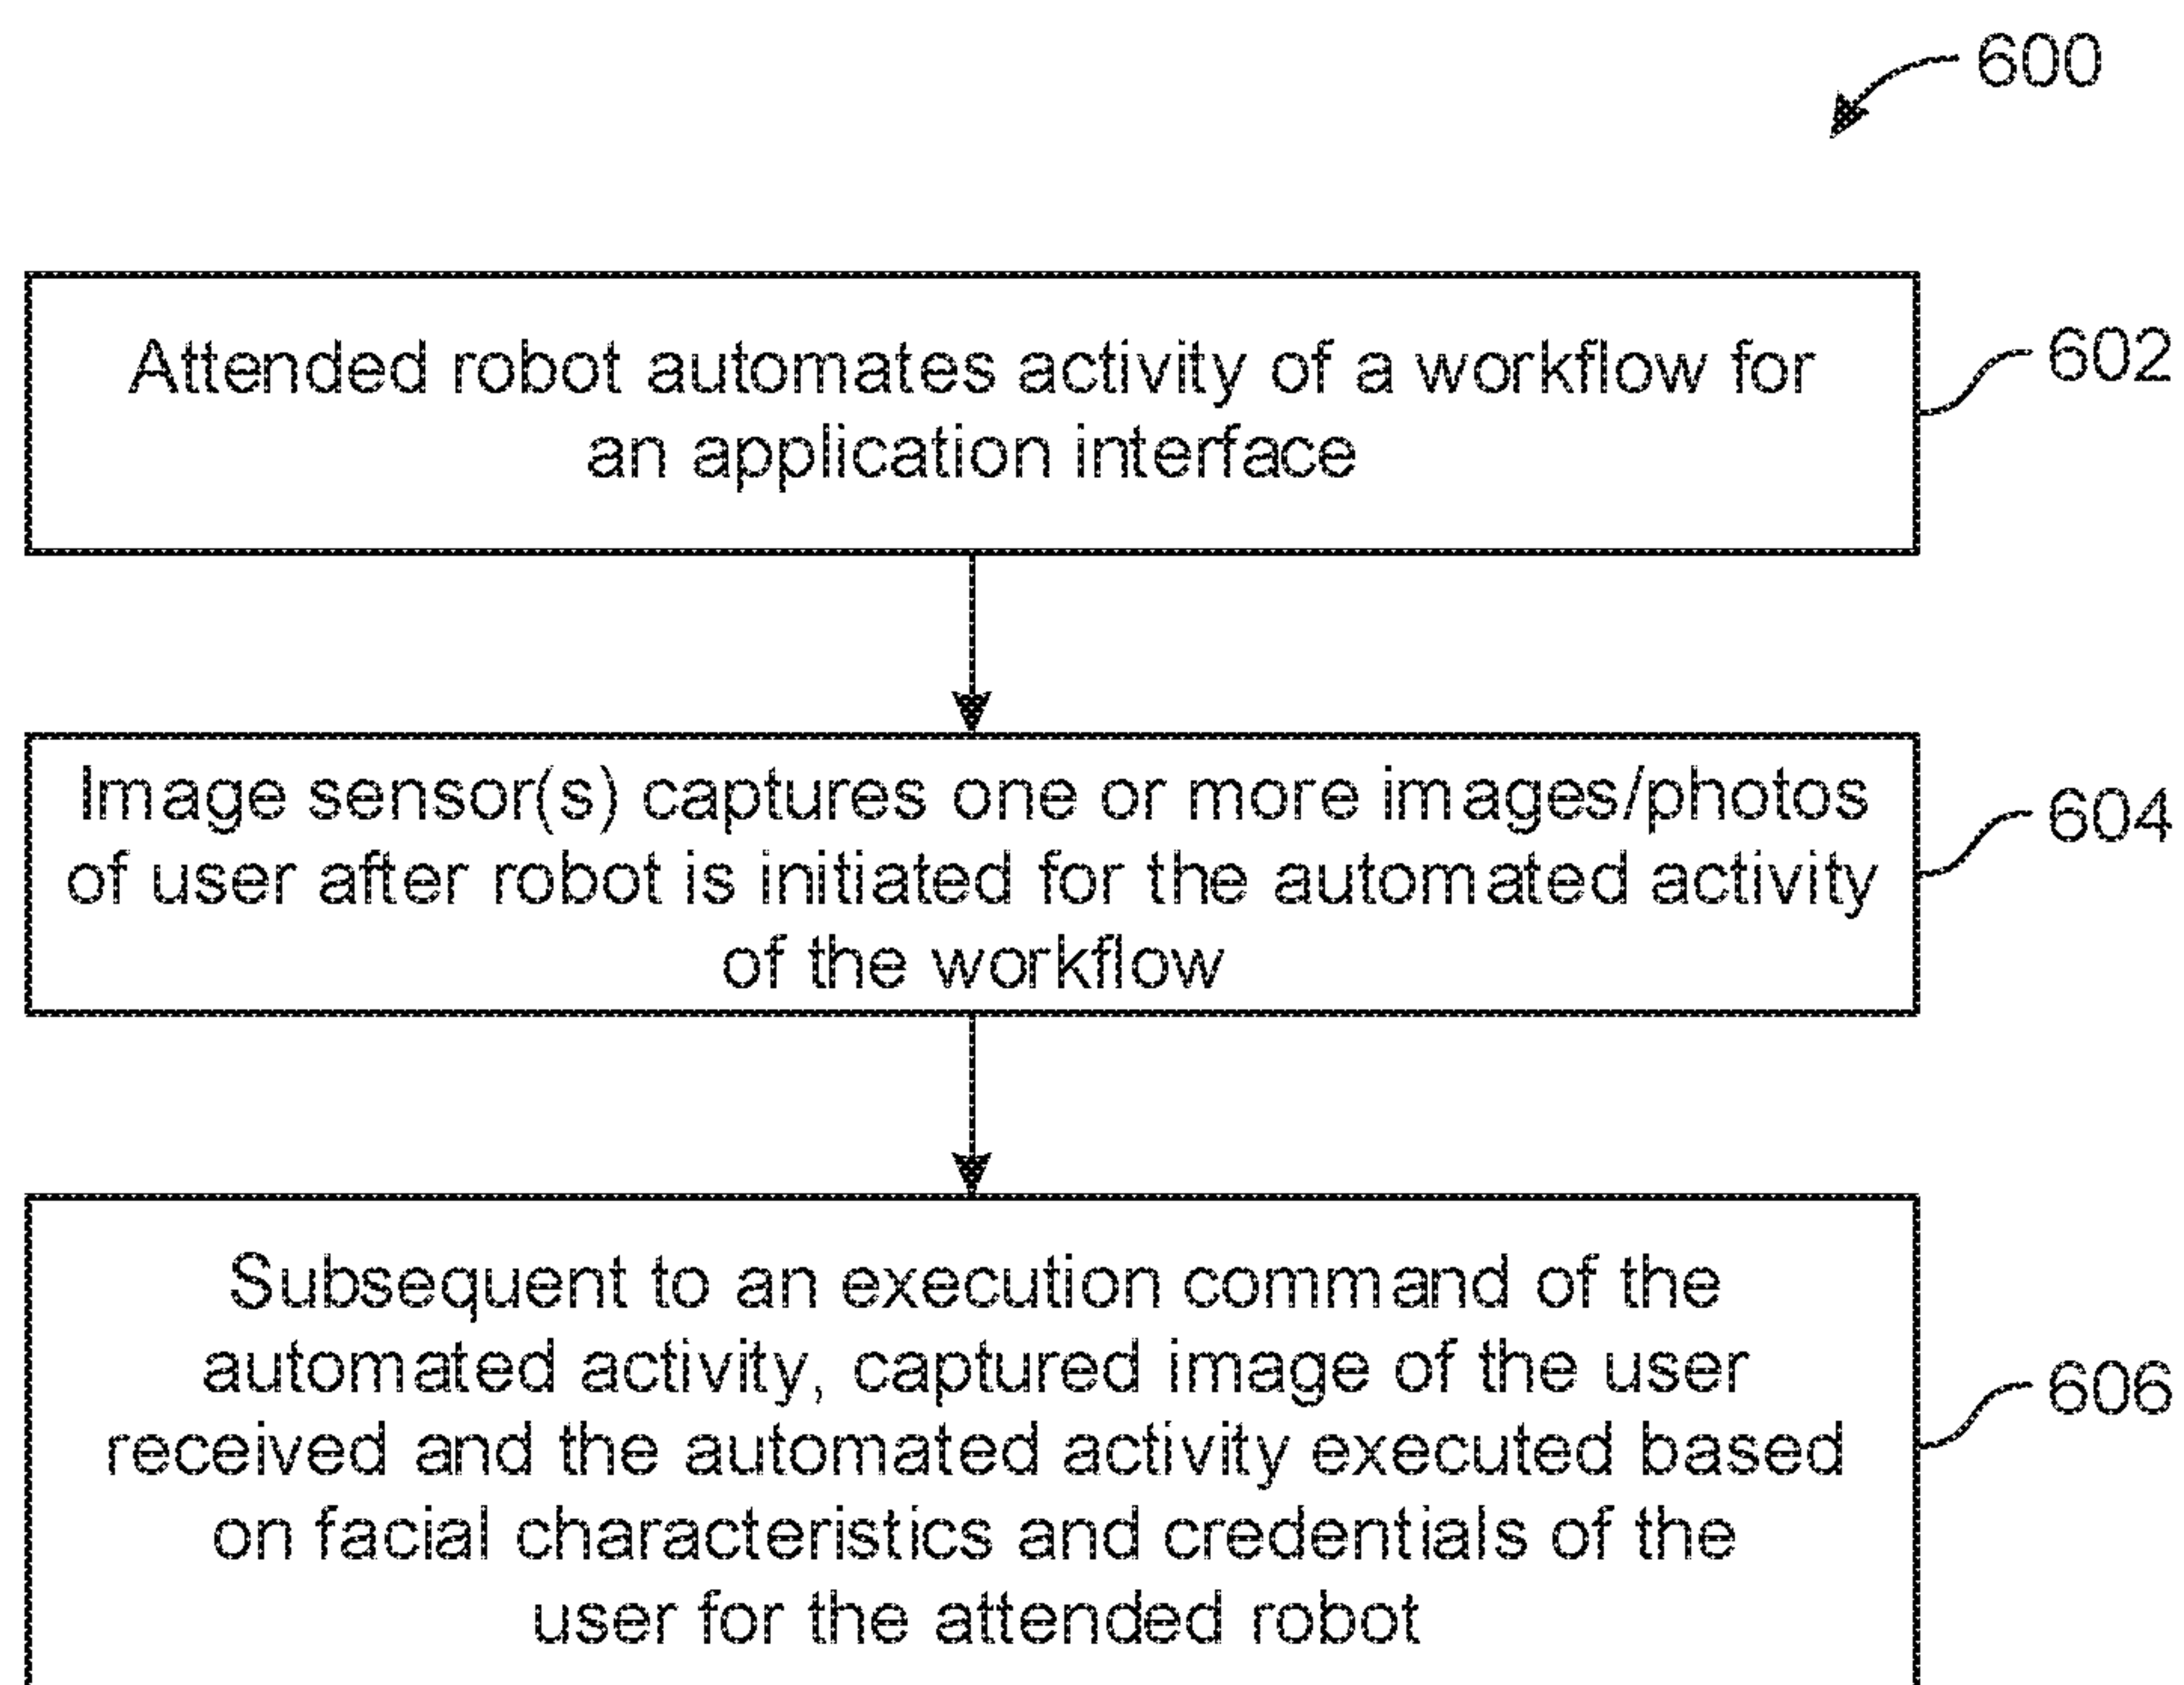 600
Attended robot automates activity of a workflow for
an application interface
602
Image sensor(s) captures one or more images/photos
of user after robot is initiated for the automated activity
of the workflow
604
Subsequent to an execution command of the
automated activity, captured image of the user
received and the automated activity executed based
on facial characteristics and credentials of the
user for the attended robot
606